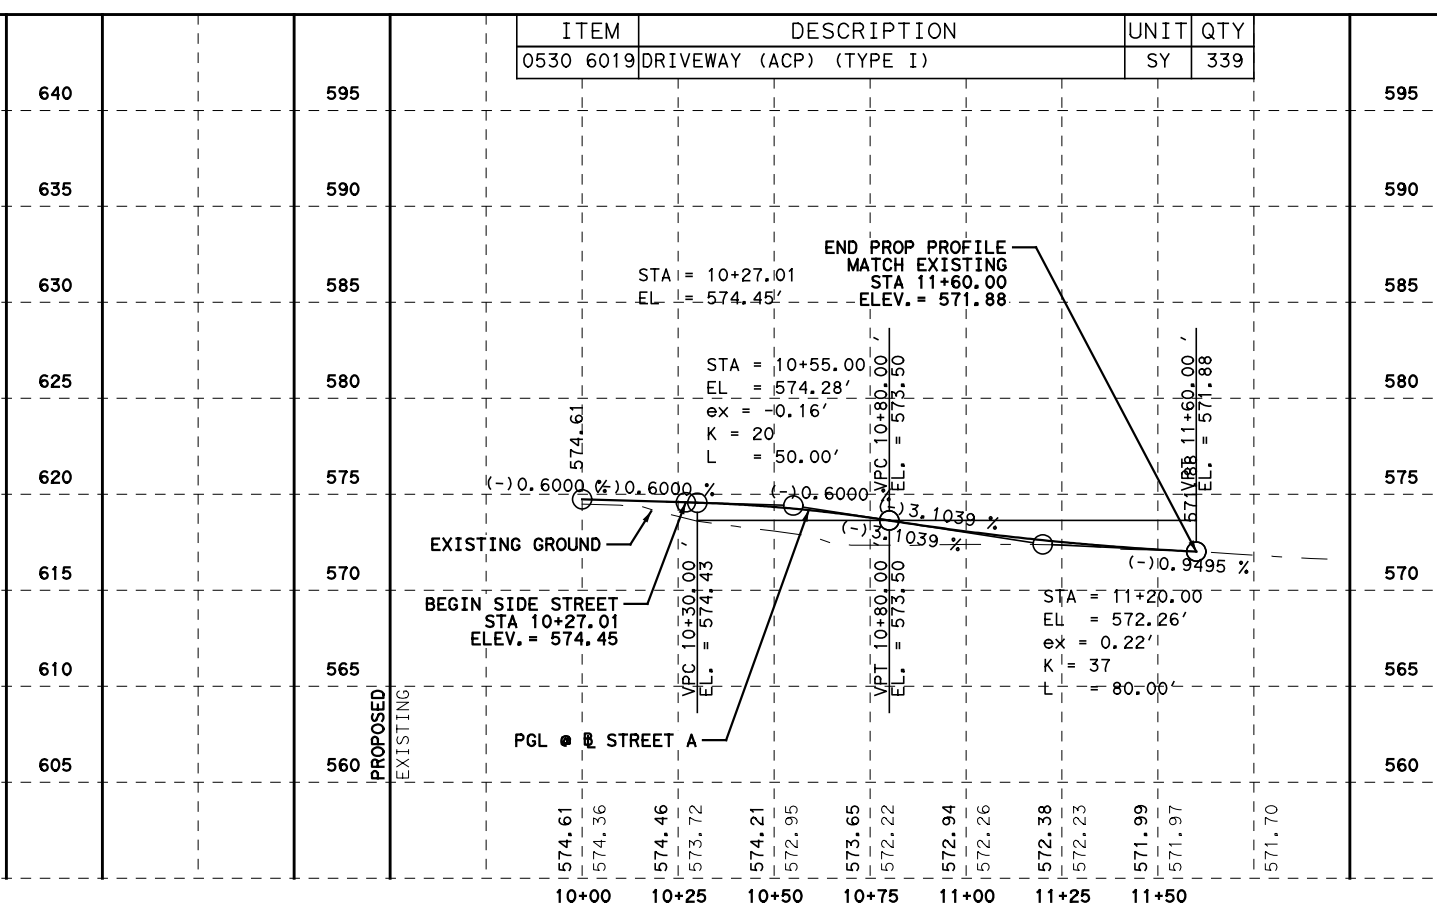 ITEM DESCRIPTION UNIT QTY
0530 6019 DRIVEWAY (ACP) (TYPE I) SY 339
640 595 595
635 590 590
END PROP PROFILE
MATCH EXISTING
STA 11+60.00
ELEV. = 571.88
STA = 10+27.01
EL = 574.45'
630 585 585
STA = 10+55.00
EL = 574.28'
ex = -0.16'
K = 20
L = 50.00'
VPC 10+80.00 '
EL. = 573.50
VPT 11+60.00 '
EL. = 571.88
571.88
625 580 580
574.61
620 575 575
(-)0.6000 % (-)0.6000 % (-)0.6000 %
(-)3.1039 %
(-)3.1039 %
(-)0.9495 %
EXISTING GROUND
615 570 570
BEGIN SIDE STREET
STA 10+27.01
ELEV. = 574.45
VPC 10+30.00 '
EL. = 574.43
VPT 10+80.00 '
EL. = 573.50
STA = 11+20.00
EL = 572.26'
ex = 0.22'
K = 37
L = 80.00'
610 565 565
PROPOSED
EXISTING
PGL @ STREET A
605 560 560
574.61 574.36 574.46 573.72 574.21 572.95 573.65 572.22 572.94 572.26 572.38 572.23 571.99 571.97 571.70
10+00 10+25 10+50 10+75 11+00 11+25 11+50